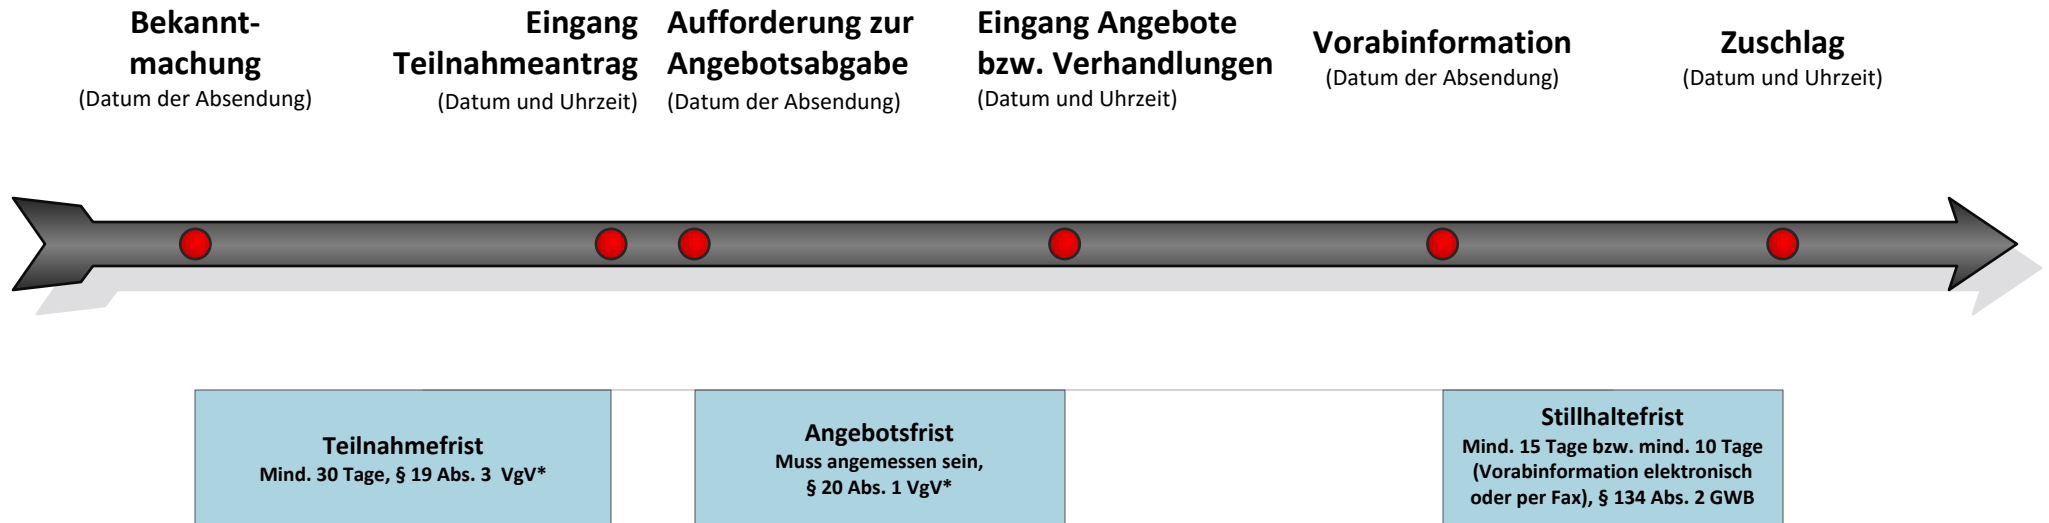 Bekannt-
machung
(Datum der Absendung)
Eingang
Teilnahmeantrag
(Datum und Uhrzeit)
Aufforderung zur
Angebotsabgabe
(Datum der Absendung)
Eingang Angebote
bzw. Verhandlungen
(Datum und Uhrzeit)
Vorabinformation
(Datum der Absendung)
Zuschlag
(Datum und Uhrzeit)
Teilnahmefrist
Mind. 30 Tage, § 19 Abs. 3  VgV*
Angebotsfrist
Muss angemessen sein,
§ 20 Abs. 1 VgV*
Stillhaltefrist
Mind. 15 Tage bzw. mind. 10 Tage
(Vorabinformation elektronisch
oder per Fax), § 134 Abs. 2 GWB